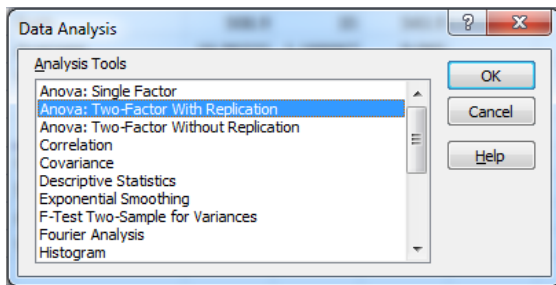 Data Analysis
Analysis Tools
Anova: Single Factor
Anova: Two-Factor With Replication
Anova: Two-Factor Without Replication
Correlation
Covariance
Descriptive Statistics
Exponential Smoothing
F-Test Two-Sample for Variances
Fourier Analysis
Histogram
OK
Cancel
Help